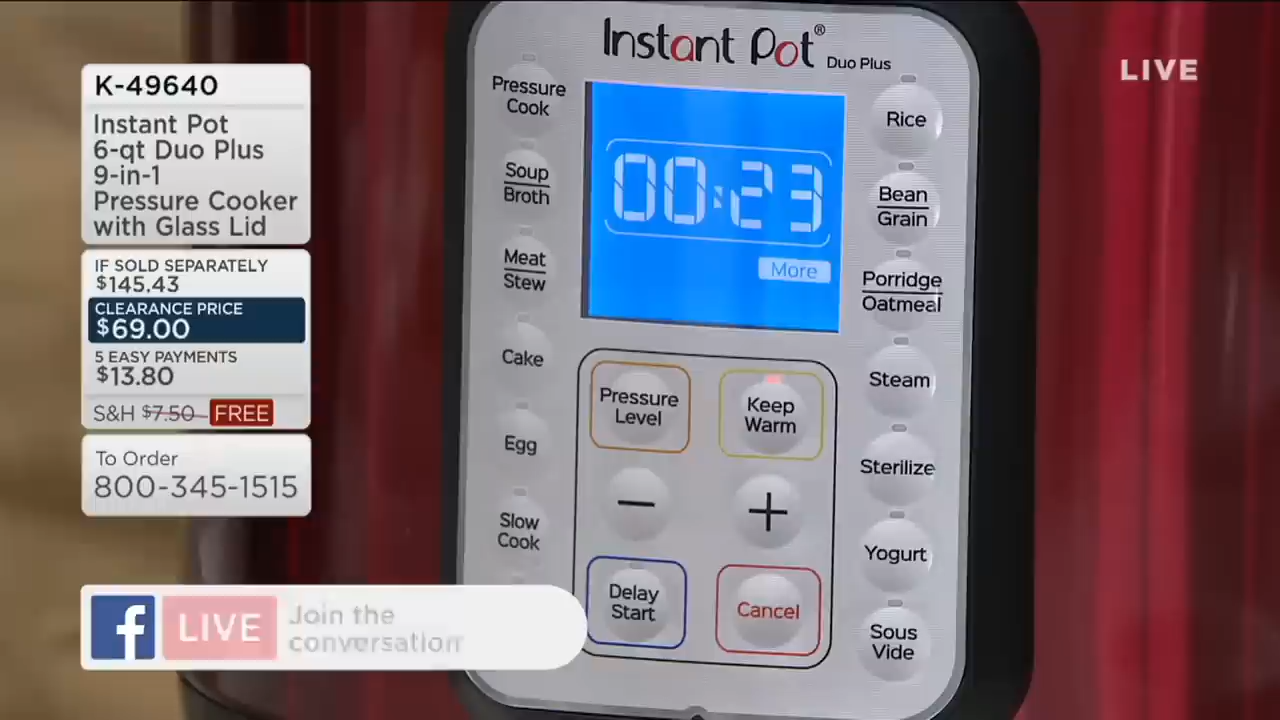 K-49640
Instant Pot
6-qt Duo Plus
9-in-1
Pressure Cooker
with Glass Lid
IF SOLD SEPARATELY
$145.43
CLEARANCE PRICE
$69.00
5 EASY PAYMENTS
$13.80
S&H $7.50 FREE
To Order
800-345-1515
f LIVE Join the
conversation
LIVE
Instant Pot® Duo Plus
00:23
More
Pressure
Cook
Soup
Broth
Meat
Stew
Cake
Egg
Slow
Cook
Pressure
Level
Keep
Warm
−
+
Delay
Start
Cancel
Rice
Bean
Grain
Porridge
Oatmeal
Steam
Sterilize
Yogurt
Sous
Vide